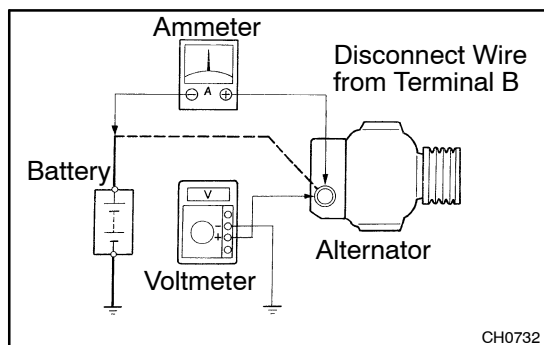 Ammeter
Disconnect Wire
from Terminal B
− A +
Battery
V
−
+
Voltmeter
Alternator
CH0732